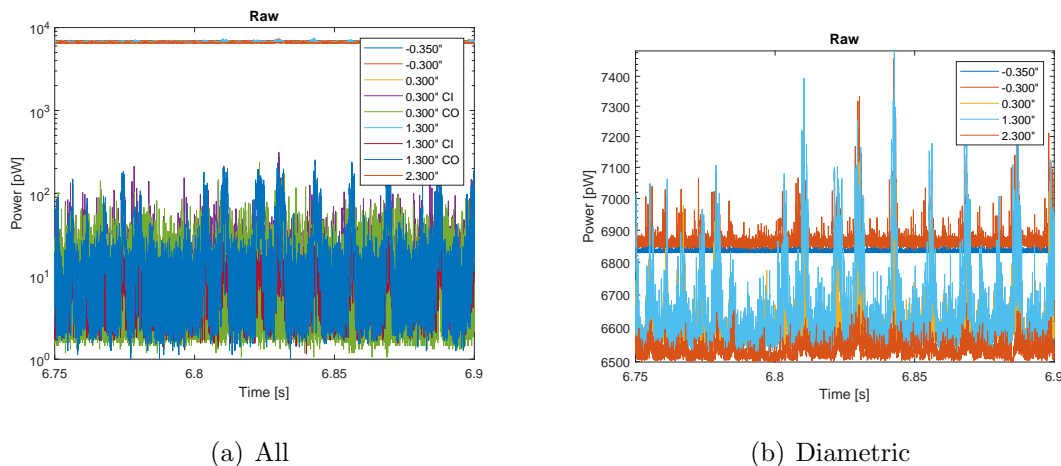 Raw
10^4
10^3
10^2
10^1
10^0
Power [pW]
6.75 6.8 6.85 6.9
Time [s]
-0.350"
-0.300"
0.300"
0.300" CI
0.300" CO
1.300"
1.300" CI
1.300" CO
2.300"
(a) All
Raw
7400
7300
7200
7100
7000
6900
6800
6700
6600
6500
Power [pW]
6.75 6.8 6.85 6.9
Time [s]
-0.350"
-0.300"
0.300"
1.300"
2.300"
(b) Diametric